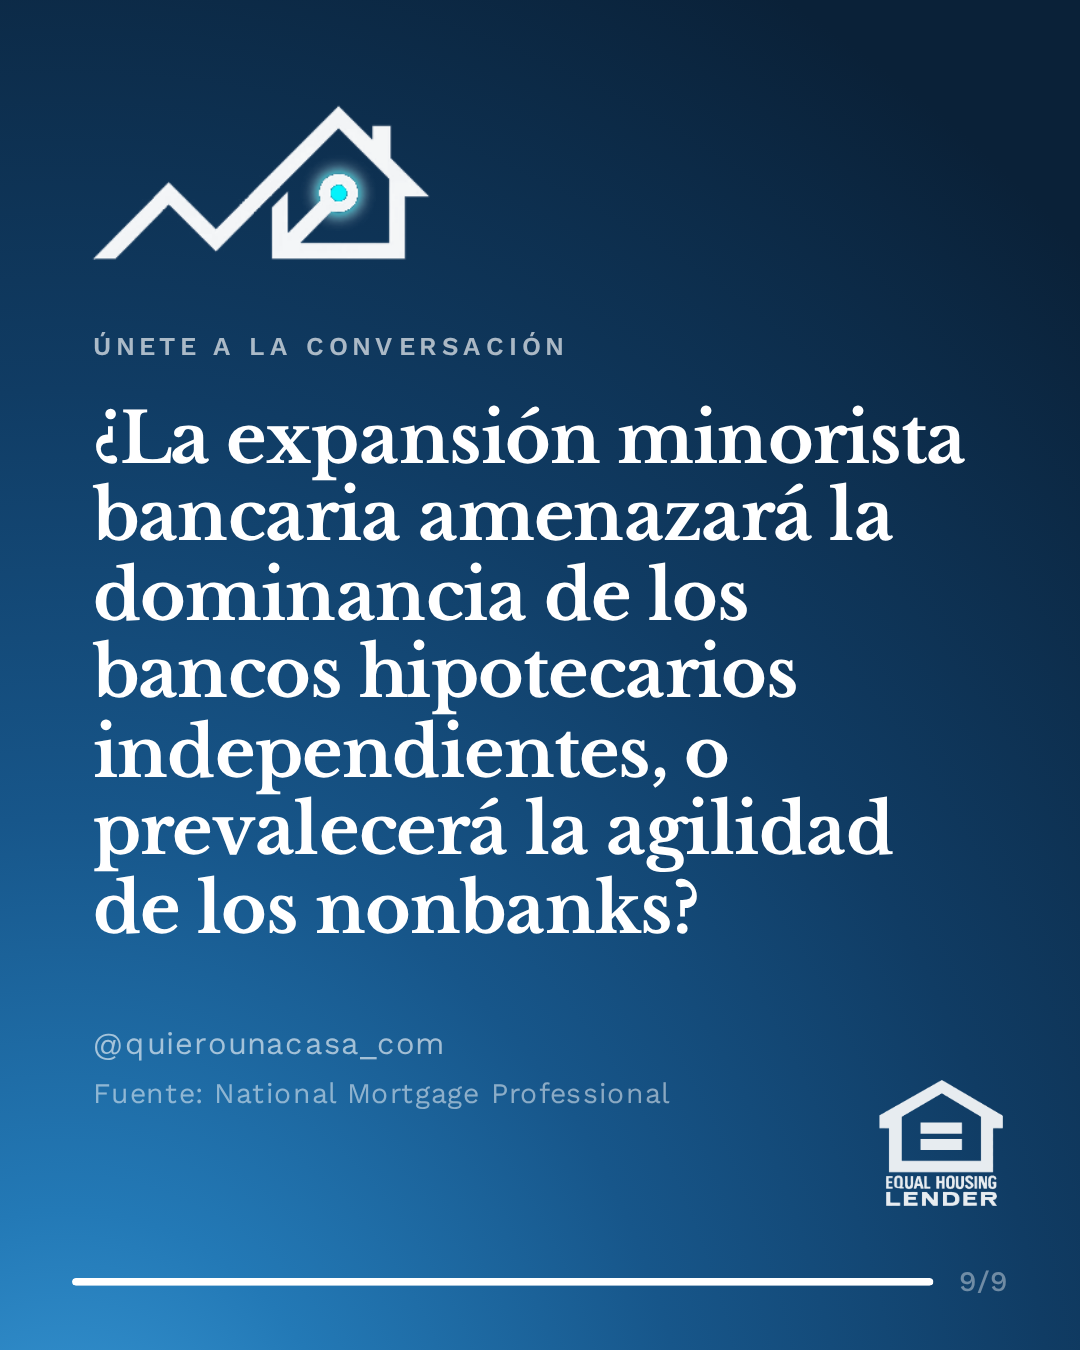 ÚNETE A LA CONVERSACIÓN
¿La expansión minorista
bancaria amenazará la
dominancia de los
bancos hipotecarios
independientes, o
prevalecerá la agilidad
de los nonbanks?
@quierounacasa_com
Fuente: National Mortgage Professional
EQUAL HOUSING
LENDER
9/9